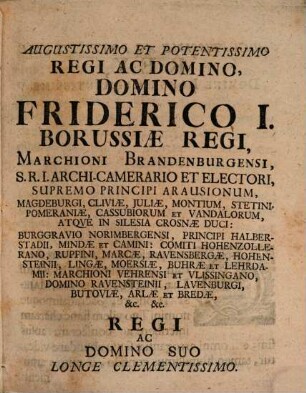 AUGUSTISSIMO ET POTENTISSIMO
REGI AC DOMINO,
DOMINO
FRIDERICO I.
BORUSSIÆ REGI,
MARCHIONI BRANDENBURGENSI,
S. R. I. ARCHI-CAMERARIO ET ELECTORI,
SUPREMO PRINCIPI ARAUSIONUM,
MAGDEBURGI, CLIVIÆ, JULIÆ, MONTIUM, STETINI-
POMERANIÆ, CASSUBIORUM ET VANDALORUM,
ATQVE IN SILESIA CROSNÆ DUCI:
BURGGRAVIO NORIMBERGENSI, PRINCIPI HALBER-
STADII, MINDÆ ET CAMINI: COMITI HOHENZOLLE-
RANO, RUPPINI, MARCÆ, RAVENSBERGÆ, HOHEN-
STEINII, LINGÆ, MOERSIÆ, BUHRÆ ET LEHRDA-
MII: MARCHIONI VEHRENSI ET VLISSINGANO,
DOMINO RAVENSTEINII, LAVENBURGI,
BUTOVIÆ, ARLÆ ET BREDÆ,
&c. &c.
REGI
AC
DOMINO SUO
LONGE CLEMENTISSIMO.